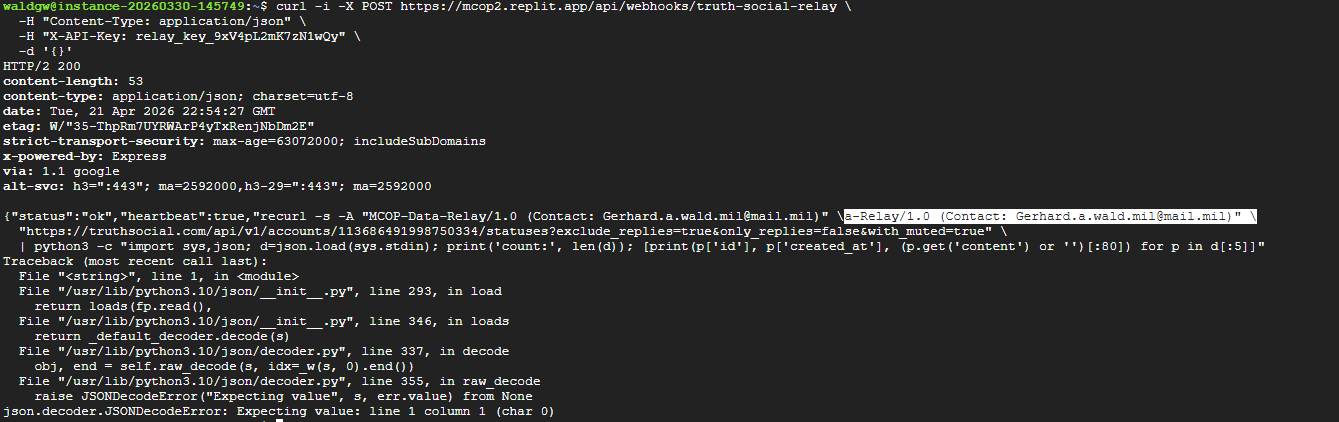 waldgw@instance-20260330-145749:~$ curl -i -X POST https://mcop2.replit.app/api/webhooks/truth-social-relay \
  -H "Content-Type: application/json" \
  -H "X-API-Key: relay_key_9xV4pL2mK7zN1wQy" \
  -d '{}'
HTTP/2 200
content-length: 53
content-type: application/json; charset=utf-8
date: Tue, 21 Apr 2026 22:54:27 GMT
etag: W/"35-ThpRm7UYRWArP4yTxRenjNbDm2E"
strict-transport-security: max-age=63072000; includeSubDomains
x-powered-by: Express
via: 1.1 google
alt-svc: h3=":443"; ma=2592000,h3-29=":443"; ma=2592000

{"status":"ok","heartbeat":true,"recurl -s -A "MCOP-Data-Relay/1.0 (Contact: Gerhard.a.wald.mil@mail.mil)" \a-Relay/1.0 (Contact: Gerhard.a.wald.mil@mail.mil)" \
  "https://truthsocial.com/api/v1/accounts/113686491998750334/statuses?exclude_replies=true&only_replies=false&with_muted=true" \
  | python3 -c "import sys,json; d=json.load(sys.stdin); print('count:', len(d)); [print(p['id'], p['created_at'], (p.get('content') or '')[:80]) for p in d[:5]]"
Traceback (most recent call last):
  File "<string>", line 1, in <module>
  File "/usr/lib/python3.10/json/__init__.py", line 293, in load
    return loads(fp.read(),
  File "/usr/lib/python3.10/json/__init__.py", line 346, in loads
    return _default_decoder.decode(s)
  File "/usr/lib/python3.10/json/decoder.py", line 337, in decode
    obj, end = self.raw_decode(s, idx=_w(s, 0).end())
  File "/usr/lib/python3.10/json/decoder.py", line 355, in raw_decode
    raise JSONDecodeError("Expecting value", s, err.value) from None
json.decoder.JSONDecodeError: Expecting value: line 1 column 1 (char 0)